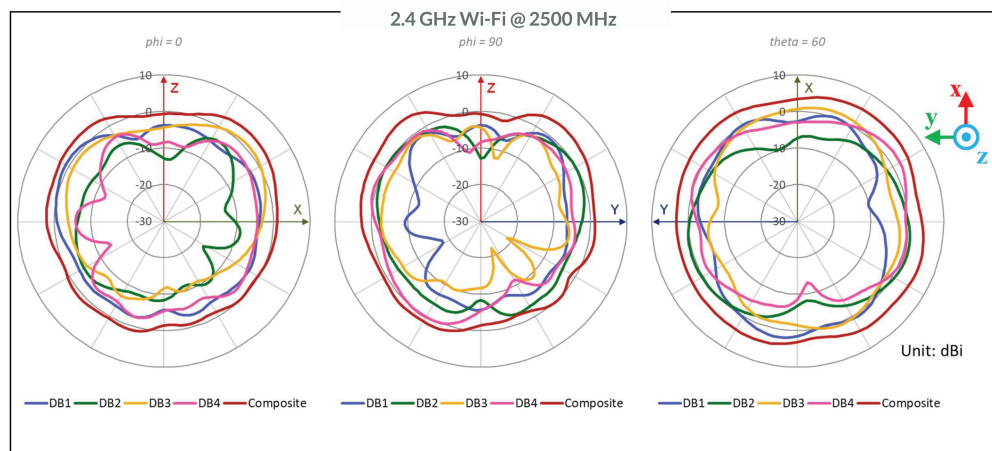 2.4 GHz Wi-Fi @ 2500 MHz
phi = 0
phi = 90
theta = 60
10
0
-10
-20
-30
Z
X
10
0
-10
-20
-30
Z
Y
10
0
-10
-20
-30
X
Y
x
y
z
Unit: dBi
DB1 DB2 DB3 DB4 Composite
DB1 DB2 DB3 DB4 Composite
DB1 DB2 DB3 DB4 Composite